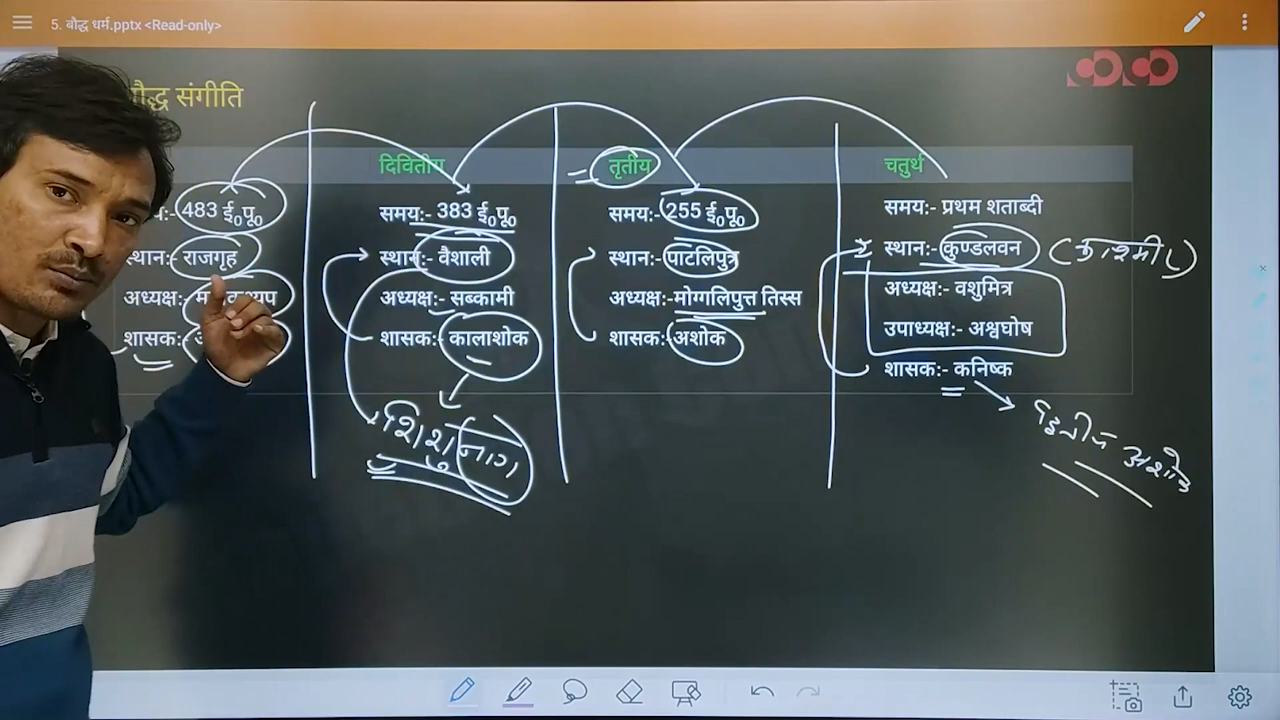 5. बौद्ध धर्म.pptx <Read-only>
बौद्ध संगीति
दिवितीय
तृतीय
चतुर्थ
483 ई0पू0
समय:- 383 ई0पू0
समय:- 255 ई0पू0
समय:- प्रथम शताब्दी
स्थान:- राजगृह
स्थान:- वैशाली
स्थान:- पाटलिपुत्र
स्थान:- कुण्डलवन
(काश्मीर)
अध्यक्ष:-
अध्यक्ष:- सब्कामी
अध्यक्ष:-मोग्गलिपुत्त तिस्स
अध्यक्ष:- वशुमित्र
उपाध्यक्ष:- अश्वघोष
शासक:-
शासक:- कालाशोक
शासक:- अशोक
शासक:- कनिष्क
शिशुनाग
द्वितीय अशोक